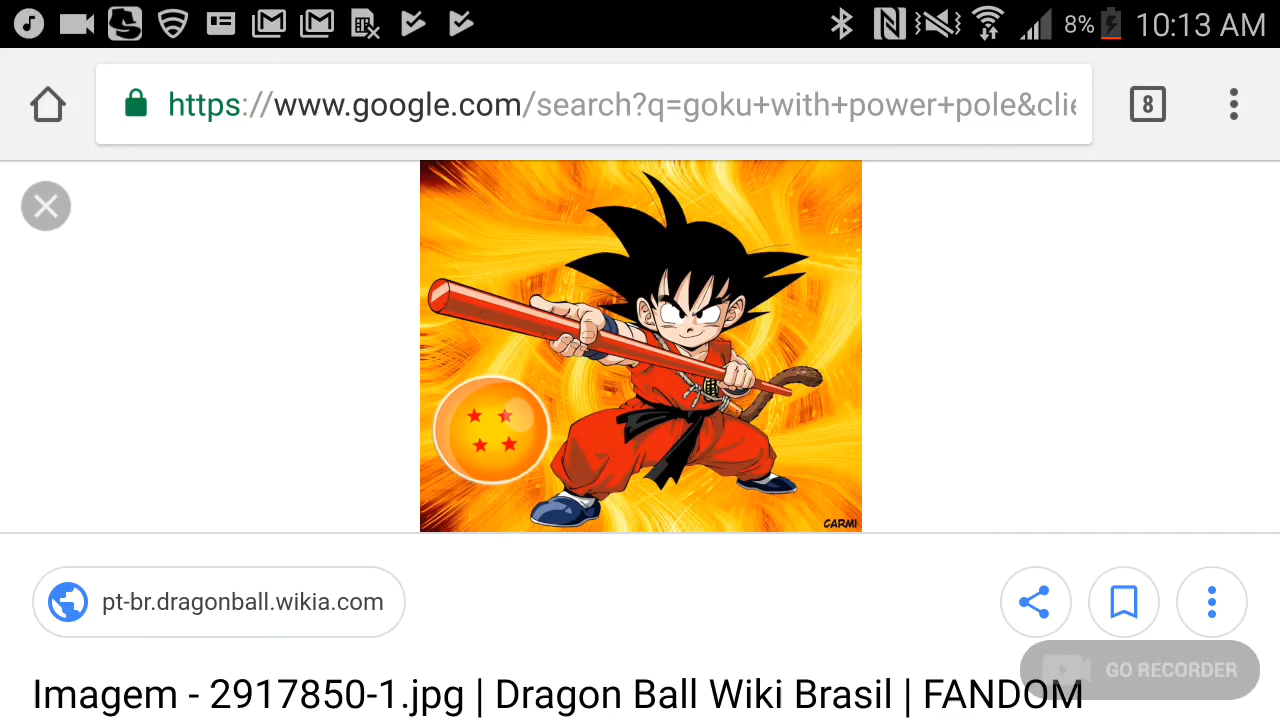 8% 10:13 AM
https://www.google.com/search?q=goku+with+power+pole&clie
8
CARMI
pt-br.dragonball.wikia.com
GO RECORDER
Imagem - 2917850-1.jpg | Dragon Ball Wiki Brasil | FANDOM